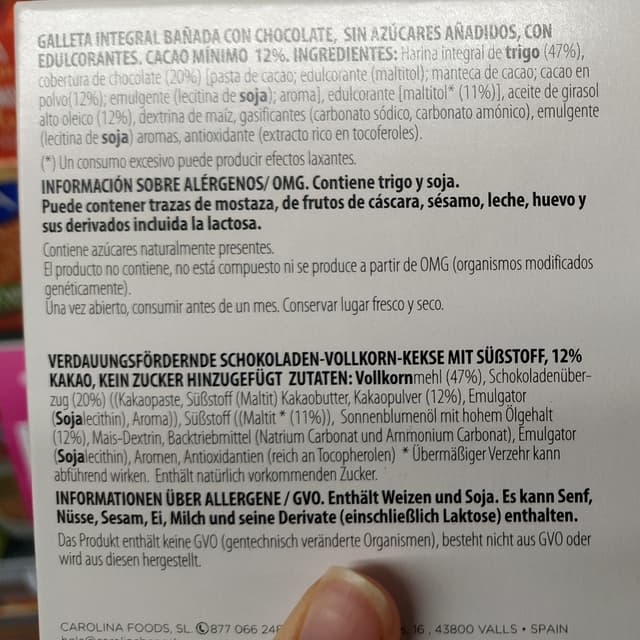 GALLETA INTEGRAL BAÑADA CON CHOCOLATE, SIN AZÚCARES AÑADIDOS, CON
EDULCORANTES. CACAO MÍNIMO 12%. INGREDIENTES: Harina integral de trigo (47%),
cobertura de chocolate (20%) [pasta de cacao; edulcorante (maltitol); manteca de cacao; cacao en
polvo(12%); emulgente (lecitina de soja); aroma], edulcorante [maltitol* (11%)], aceite de girasol
alto oleico (12%), dextrina de maíz, gasificantes (carbonato sódico, carbonato amónico), emulgente
(lecitina de soja) aromas, antioxidante (extracto rico en tocoferoles).
(*) Un consumo excesivo puede producir efectos laxantes.
INFORMACIÓN SOBRE ALÉRGENOS/ OMG. Contiene trigo y soja.
Puede contener trazas de mostaza, de frutos de cáscara, sésamo, leche, huevo y
sus derivados incluida la lactosa.
Contiene azúcares naturalmente presentes.
El producto no contiene, no está compuesto ni se produce a partir de OMG (organismos modificados
genéticamente).
Una vez abierto, consumir antes de un mes. Conservar lugar fresco y seco.
VERDAUUNGSFÖRDERNDE SCHOKOLADEN-VOLLKORN-KEKSE MIT SÜßSTOFF, 12%
KAKAO, KEIN ZUCKER HINZUGEFÜGT ZUTATEN: Vollkornmehl (47%), Schokoladenüber-
zug (20%) ((Kakaopaste, Süßstoff (Maltit) Kakaobutter, Kakaopulver (12%), Emulgator
(Sojalecithin), Aroma)), Süßstoff ((Maltit * (11%)), Sonnenblumenöl mit hohem Ölgehalt
(12%), Mais-Dextrin, Backtriebmittel (Natrium Carbonat und Ammonium Carbonat), Emulgator
(Sojalecithin), Aromen, Antioxidantien (reich an Tocopherolen) * Übermäßiger Verzehr kann
abführend wirken. Enthält natürlich vorkommenden Zucker.
INFORMATIONEN ÜBER ALLERGENE / GVO. Enthält Weizen und Soja. Es kann Senf,
Nüsse, Sesam, Ei, Milch und seine Derivate (einschließlich Laktose) enthalten.
Das Produkt enthält keine GVO (gentechnisch veränderte Organismen), besteht nicht aus GVO oder
wird aus diesen hergestellt.
CAROLINA FOODS, SL. 877 066 s. 16 , 43800 VALLS • SPAIN